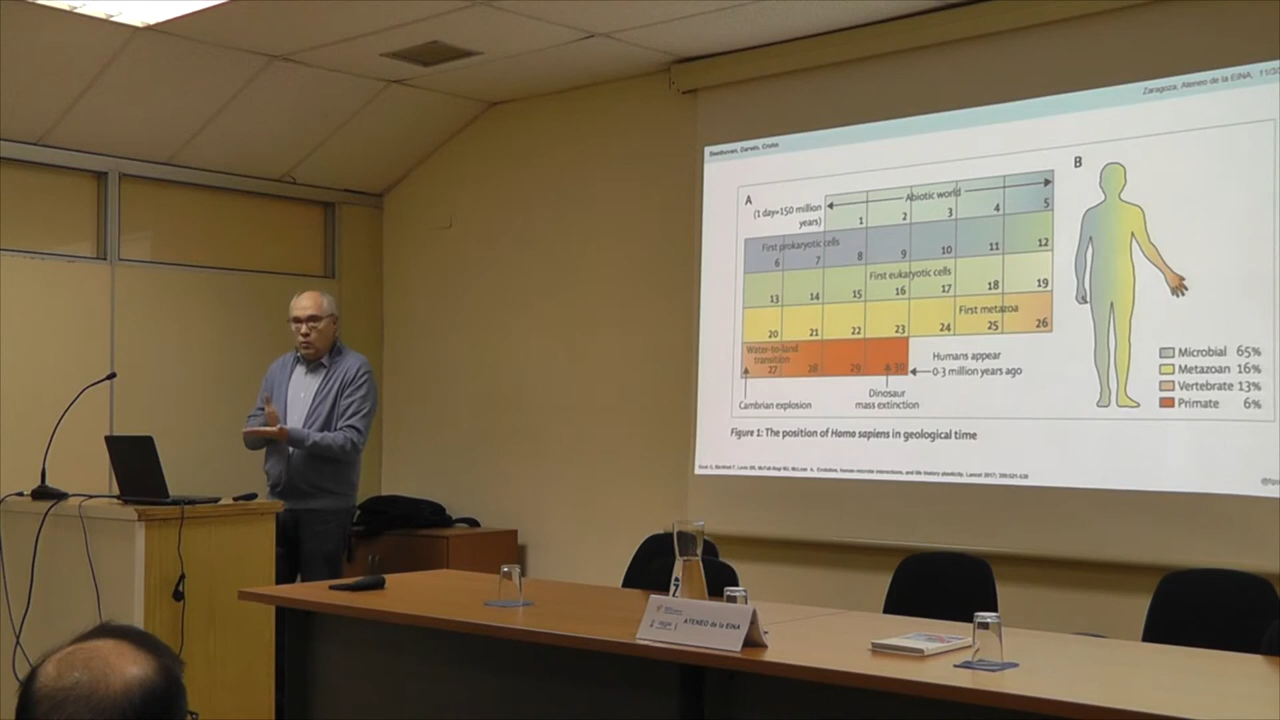 Zaragoza, Ateneo de la EINA, 11/3
Beethoven, Darwin, Crohn
A
(1 day=150 million
years)
Abiotic world
1 2 3 4 5
First prokaryotic cells
6 7 8 9 10 11 12
First eukaryotic cells
13 14 15 16 17 18 19
First metazoa
20 21 22 23 24 25 26
Water-to-land
transition
27 28 29 30
Humans appear
0-3 million years ago
Cambrian explosion
Dinosaur
mass extinction
B
Microbial 65%
Metazoan 16%
Vertebrate 13%
Primate 6%
Figure 1: The position of Homo sapiens in geological time
ATENEO de la EINA
Z